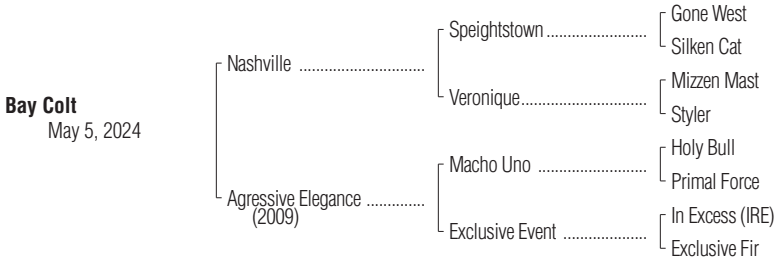 Gone West
Speightstown ........................
Silken Cat
Nashville ..............................
Mizzen Mast
Veronique..............................
Styler
Bay Colt
May 5, 2024
Holy Bull
Macho Uno ..........................
Primal Force
Agressive Elegance ..............
(2009)
In Excess (IRE)
Exclusive Event ....................
Exclusive Fir